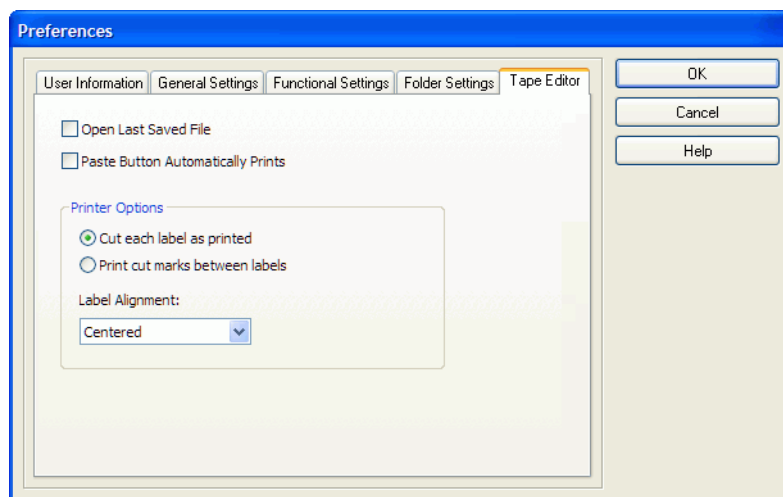 Preferences
User Information General Settings Functional Settings Folder Settings Tape Editor
OK
Cancel
Help
Open Last Saved File
Paste Button Automatically Prints
Printer Options
Cut each label as printed
Print cut marks between labels
Label Alignment:
Centered